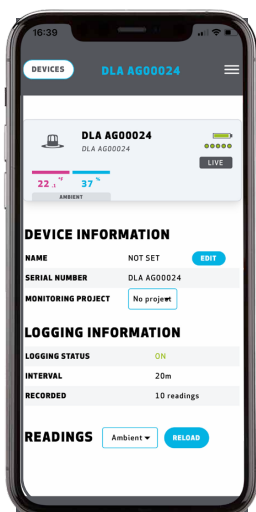 16:39
DEVICES
DLA AG00024
DLA AG00024
DLA AG00024
LIVE
22.1 °F 37 %
AMBIENT
DEVICE INFORMATION
NAME NOT SET EDIT
SERIAL NUMBER DLA AG00024
MONITORING PROJECT No project
LOGGING INFORMATION
LOGGING STATUS ON
INTERVAL 20m
RECORDED 10 readings
READINGS Ambient RELOAD